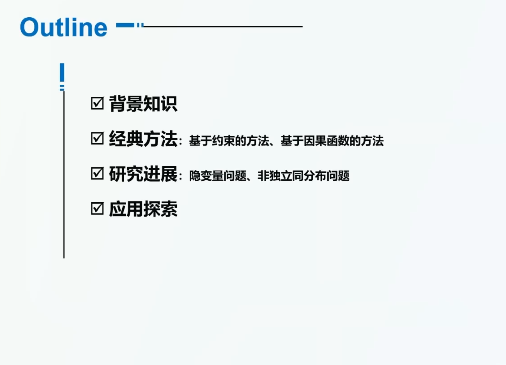 Outline
☑ 背景知识
☑ 经典方法：基于约束的方法、基于因果函数的方法
☑ 研究进展：隐变量问题、非独立同分布问题
☑ 应用探索